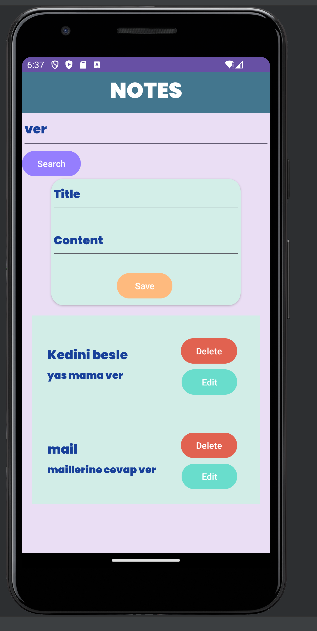 6:37
NOTES
ver
Search
Title
Content
Save
Kedini besle
yas mama ver
Delete
Edit
mail
maillerine cevap ver
Delete
Edit